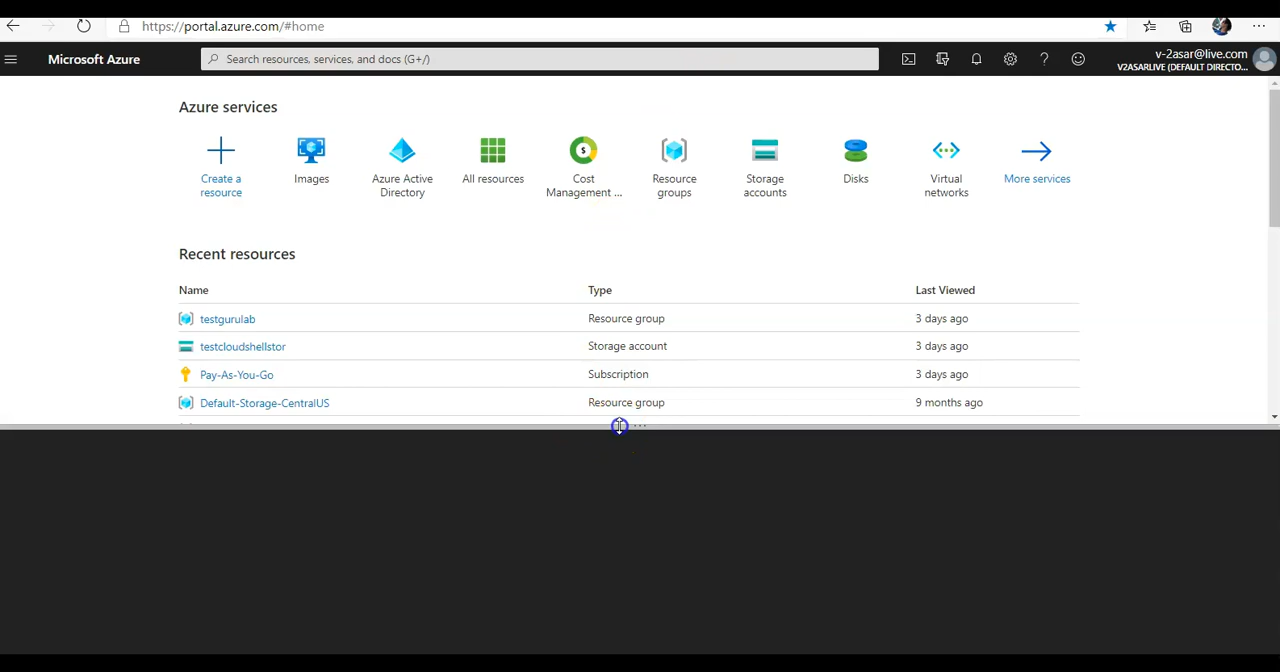 https://portal.azure.com/#home
Microsoft Azure
Search resources, services, and docs (G+/)
v-2asar@live.com
V2ASARLIVE (DEFAULT DIRECTO...
Azure services
Create a resource
Images
Azure Active Directory
All resources
Cost Management ...
Resource groups
Storage accounts
Disks
Virtual networks
More services
Recent resources
Name Type Last Viewed
testgurulab Resource group 3 days ago
testcloudshellstor Storage account 3 days ago
Pay-As-You-Go Subscription 3 days ago
Default-Storage-CentralUS Resource group 9 months ago